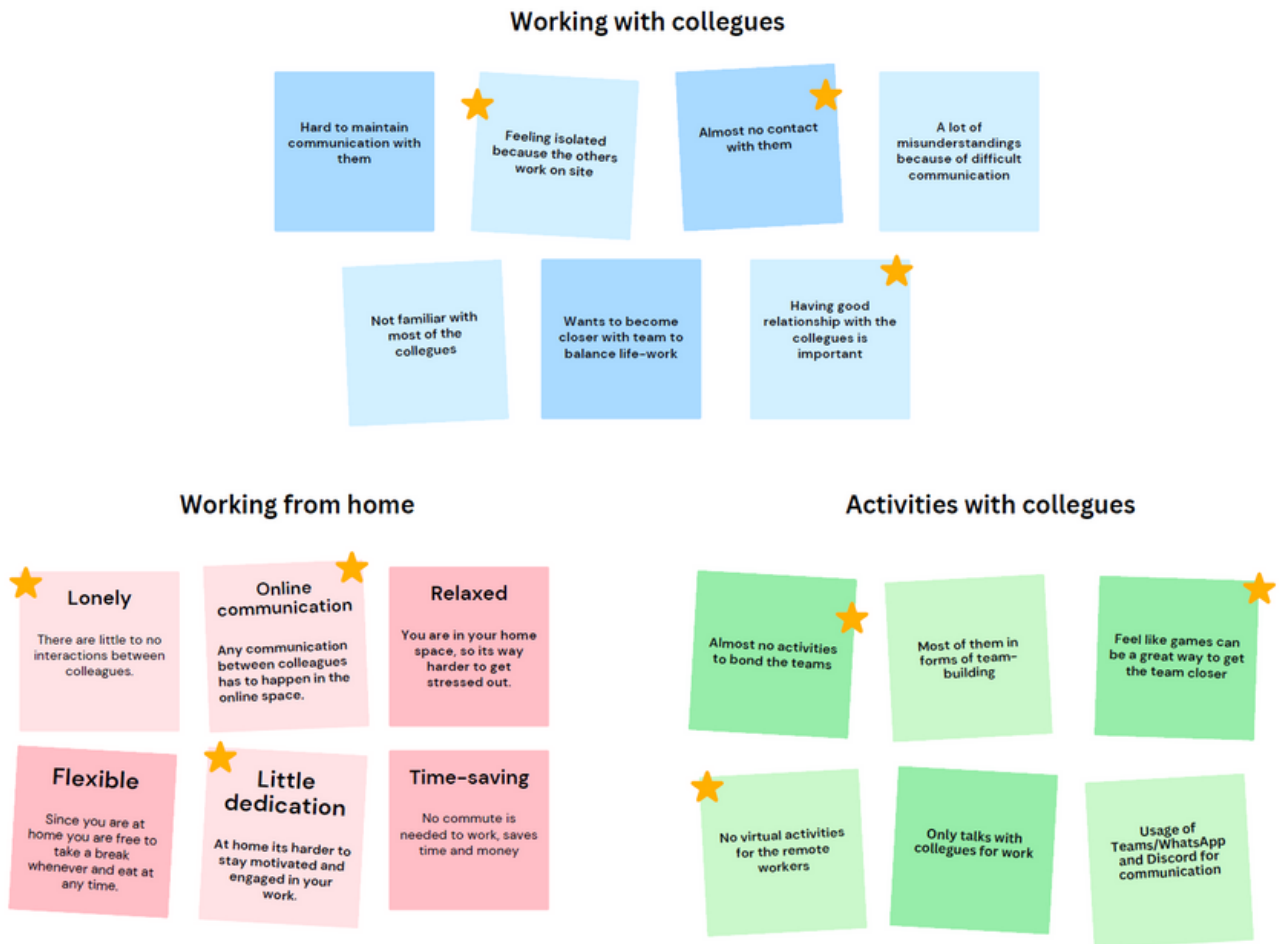 Working with collegues
Hard to maintain
communication with
them
Feeling isolated
because the others
work on site
Almost no contact
with them
A lot of
misunderstandings
because of difficult
communication
Not familiar with
most of the
collegues
Wants to become
closer with team to
balance life-work
Having good
relationship with the
collegues is
important
Working from home
Lonely
There are little to no
interactions between
colleagues.
Online
communication
Any communication
between colleagues
has to happen in the
online space.
Relaxed
You are in your home
space, so its way
harder to get
stressed out.
Flexible
Since you are at
home you are free to
take a break
whenever and eat at
any time.
Little
dedication
At home its harder to
stay motivated and
engaged in your
work.
Time-saving
No commute is
needed to work, saves
time and money
Activities with collegues
Almost no activities
to bond the teams
Most of them in
forms of team-
building
Feel like games can
be a great way to get
the team closer
No virtual activities
for the remote
workers
Only talks with
collegues for work
Usage of
Teams/WhatsApp
and Discord for
communication